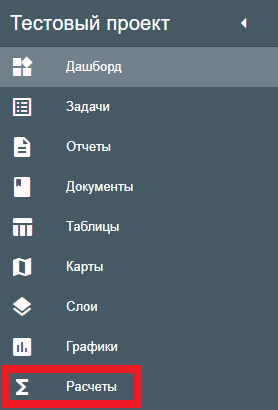 Тестовый проект
Дашборд
Задачи
Отчеты
Документы
Таблицы
Карты
Слои
Графики
Расчеты